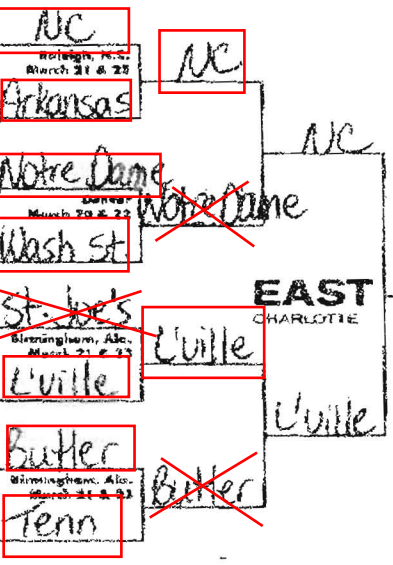 NC
Raleigh, N.C.
March 21 & 23
Arkansas
NC
NC
Notre Dame
Denver
March 20 & 22
Notre Dame
Wash St
EAST
CHARLOTTE
St. Joe's
Birmingham, Ala.
March 21 & 23
L'ville
L'ville
L'ville
Butler
Birmingham, Ala.
March 21 & 23
Butler
Tenn